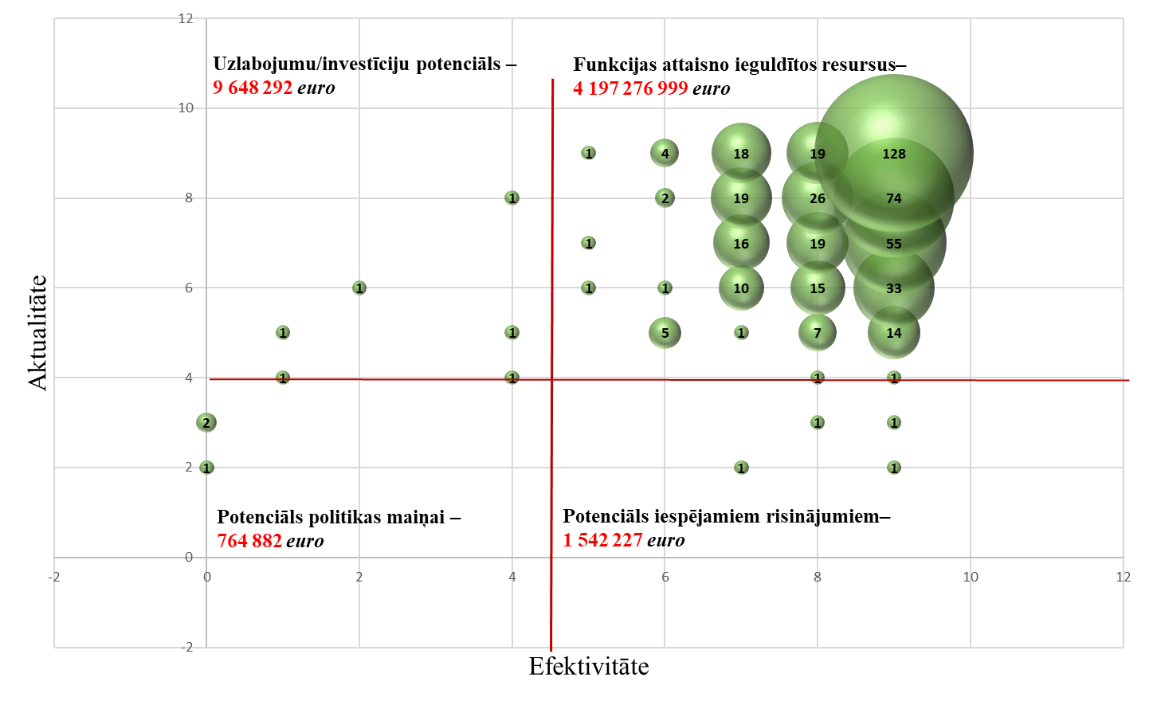 12
Uzlabojumu/investīciju potenciāls – Funkcijas attaisno ieguldītos resursus–
9 648 292 euro 4 197 276 999 euro
10
1 4 18 19 128
8 1 2 19 26 74
1 16 19 55
6 1 1 1 10 15 33
1 1 5 1 7 14
4 1 1 1 1
2 1 1
2 1 1 1
Potenciāls politikas maiņai – Potenciāls iespējamiem risinājumiem–
764 882 euro 1 542 227 euro
0
-2 0 2 4 6 8 10 12
-2
Aktualitāte
Efektivitāte